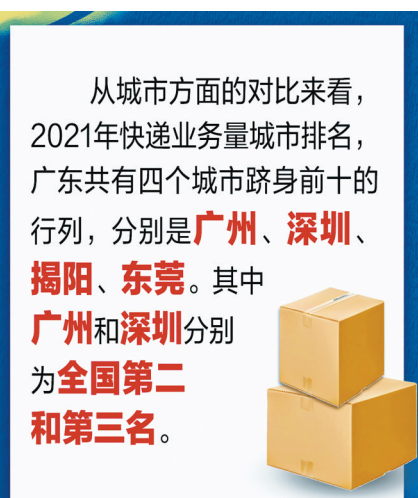 从城市方面的对比来看，
2021年快递业务量城市排名，
广东共有四个城市跻身前十的
行列，分别是广州、深圳、
揭阳、东莞。其中
广州和深圳分别
为全国第二
和第三名。